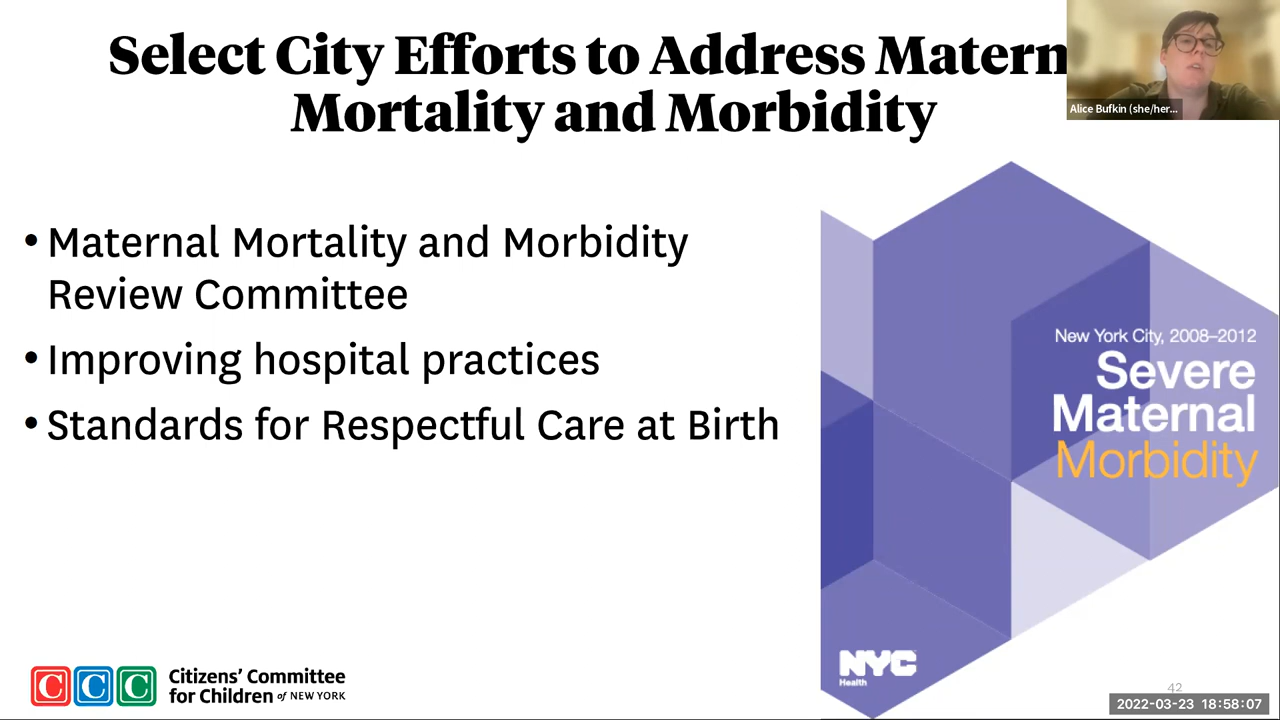 Select City Efforts to Address Matern
Mortality and Morbidity
Alice Bufkin (she/her...
• Maternal Mortality and Morbidity
Review Committee
• Improving hospital practices
• Standards for Respectful Care at Birth
New York City, 2008–2012
Severe
Maternal
Morbidity
NYC
Health
CCC
Citizens' Committee
for Children of NEW YORK
42
2022-03-23 18:58:07